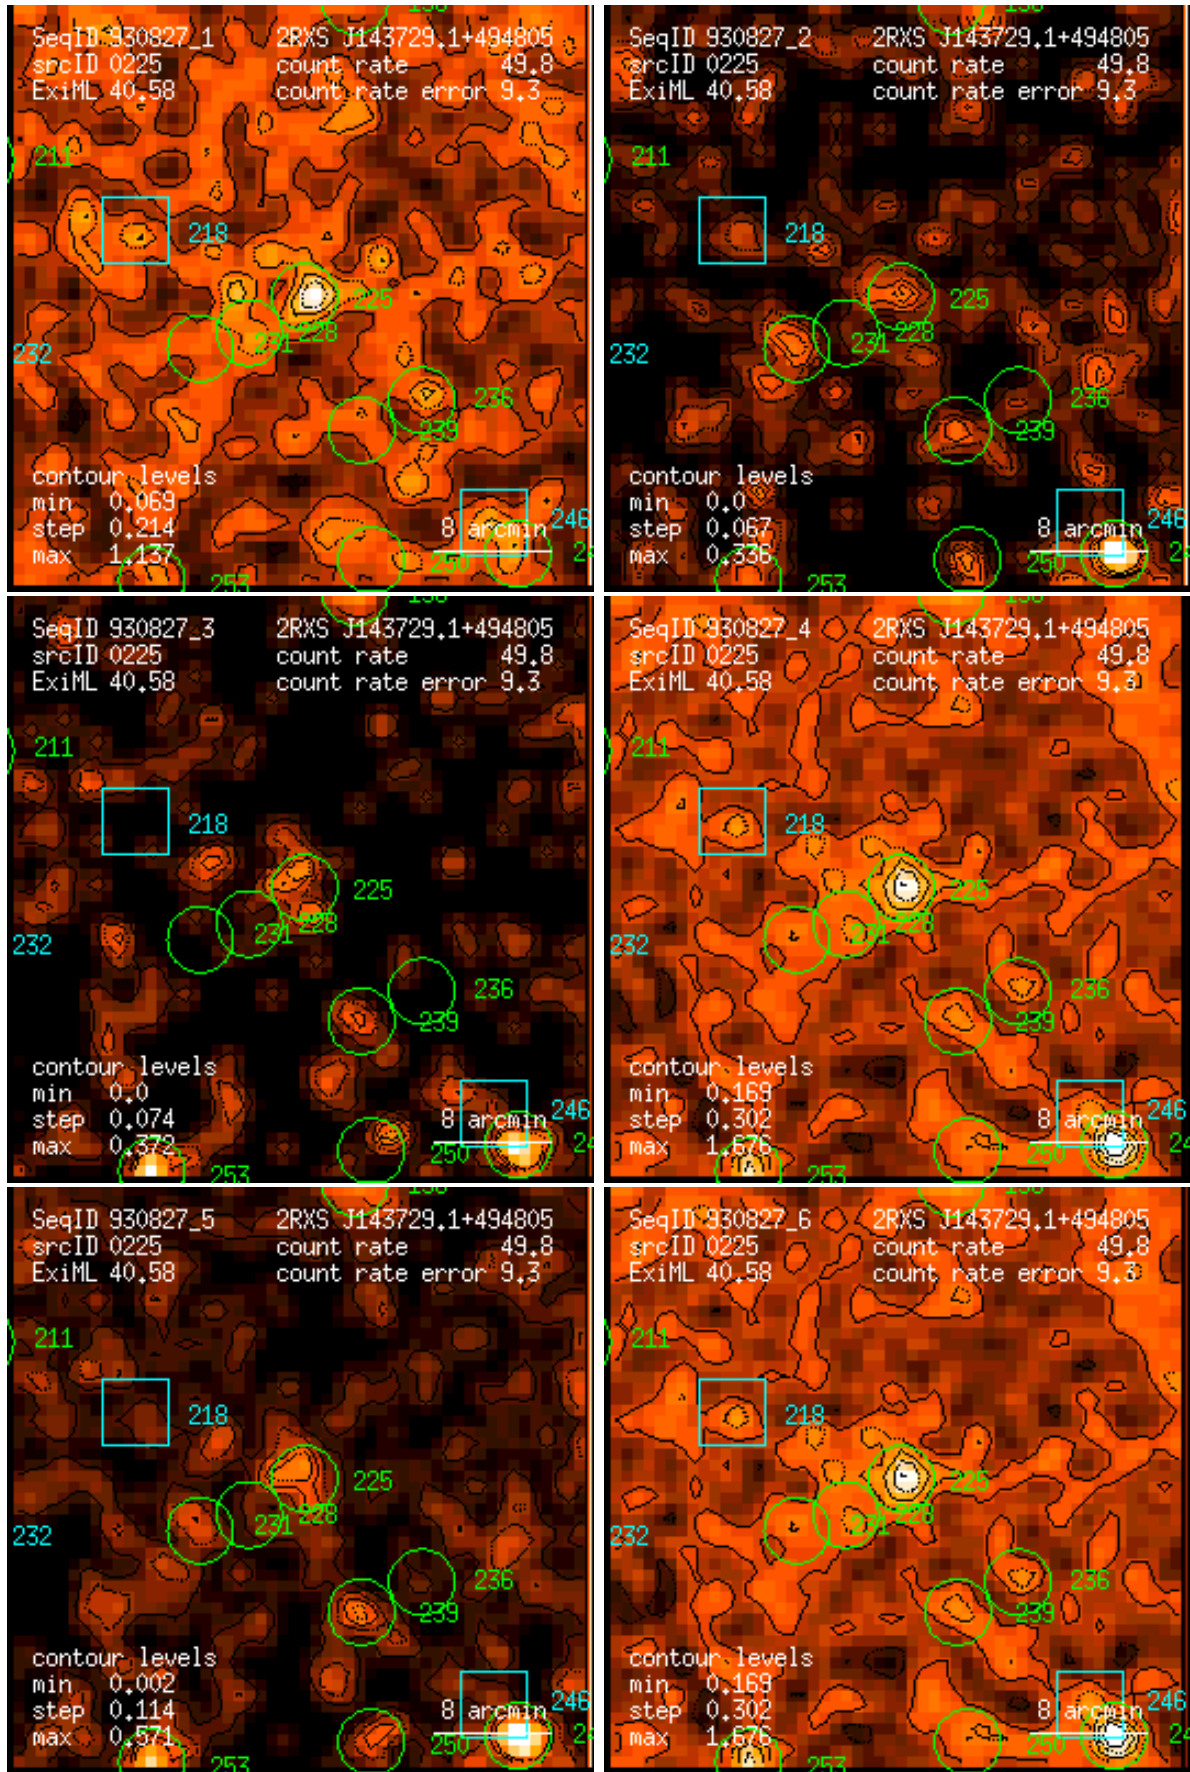 SeqID 930827_1 2RXS J143729.1+494805
srcID 0225 count rate 49.8
ExiML 40.58 count rate error 9.3
211
218
225
228
231
232
236
239
contour levels
min 0.069
step 0.214
max 1.137
8 arcmin
246
250
253
SeqID 930827_2 2RXS J143729.1+494805
srcID 0225 count rate 49.8
ExiML 40.58 count rate error 9.3
211
218
225
228
231
232
236
239
contour levels
min 0.0
step 0.067
max 0.336
8 arcmin
246
250
253
SeqID 930827_3 2RXS J143729.1+494805
srcID 0225 count rate 49.8
ExiML 40.58 count rate error 9.3
211
218
225
228
231
232
236
239
contour levels
min 0.0
step 0.074
max 0.372
8 arcmin
246
250
253
SeqID 930827_4 2RXS J143729.1+494805
srcID 0225 count rate 49.8
ExiML 40.58 count rate error 9.3
211
218
225
228
231
232
236
239
contour levels
min 0.169
step 0.302
max 1.676
8 arcmin
246
250
253
SeqID 930827_5 2RXS J143729.1+494805
srcID 0225 count rate 49.8
ExiML 40.58 count rate error 9.3
211
218
225
228
231
232
236
239
contour levels
min 0.002
step 0.114
max 0.571
8 arcmin
246
250
253
SeqID 930827_6 2RXS J143729.1+494805
srcID 0225 count rate 49.8
ExiML 40.58 count rate error 9.3
211
218
225
228
231
232
236
239
contour levels
min 0.169
step 0.302
max 1.676
8 arcmin
246
250
253